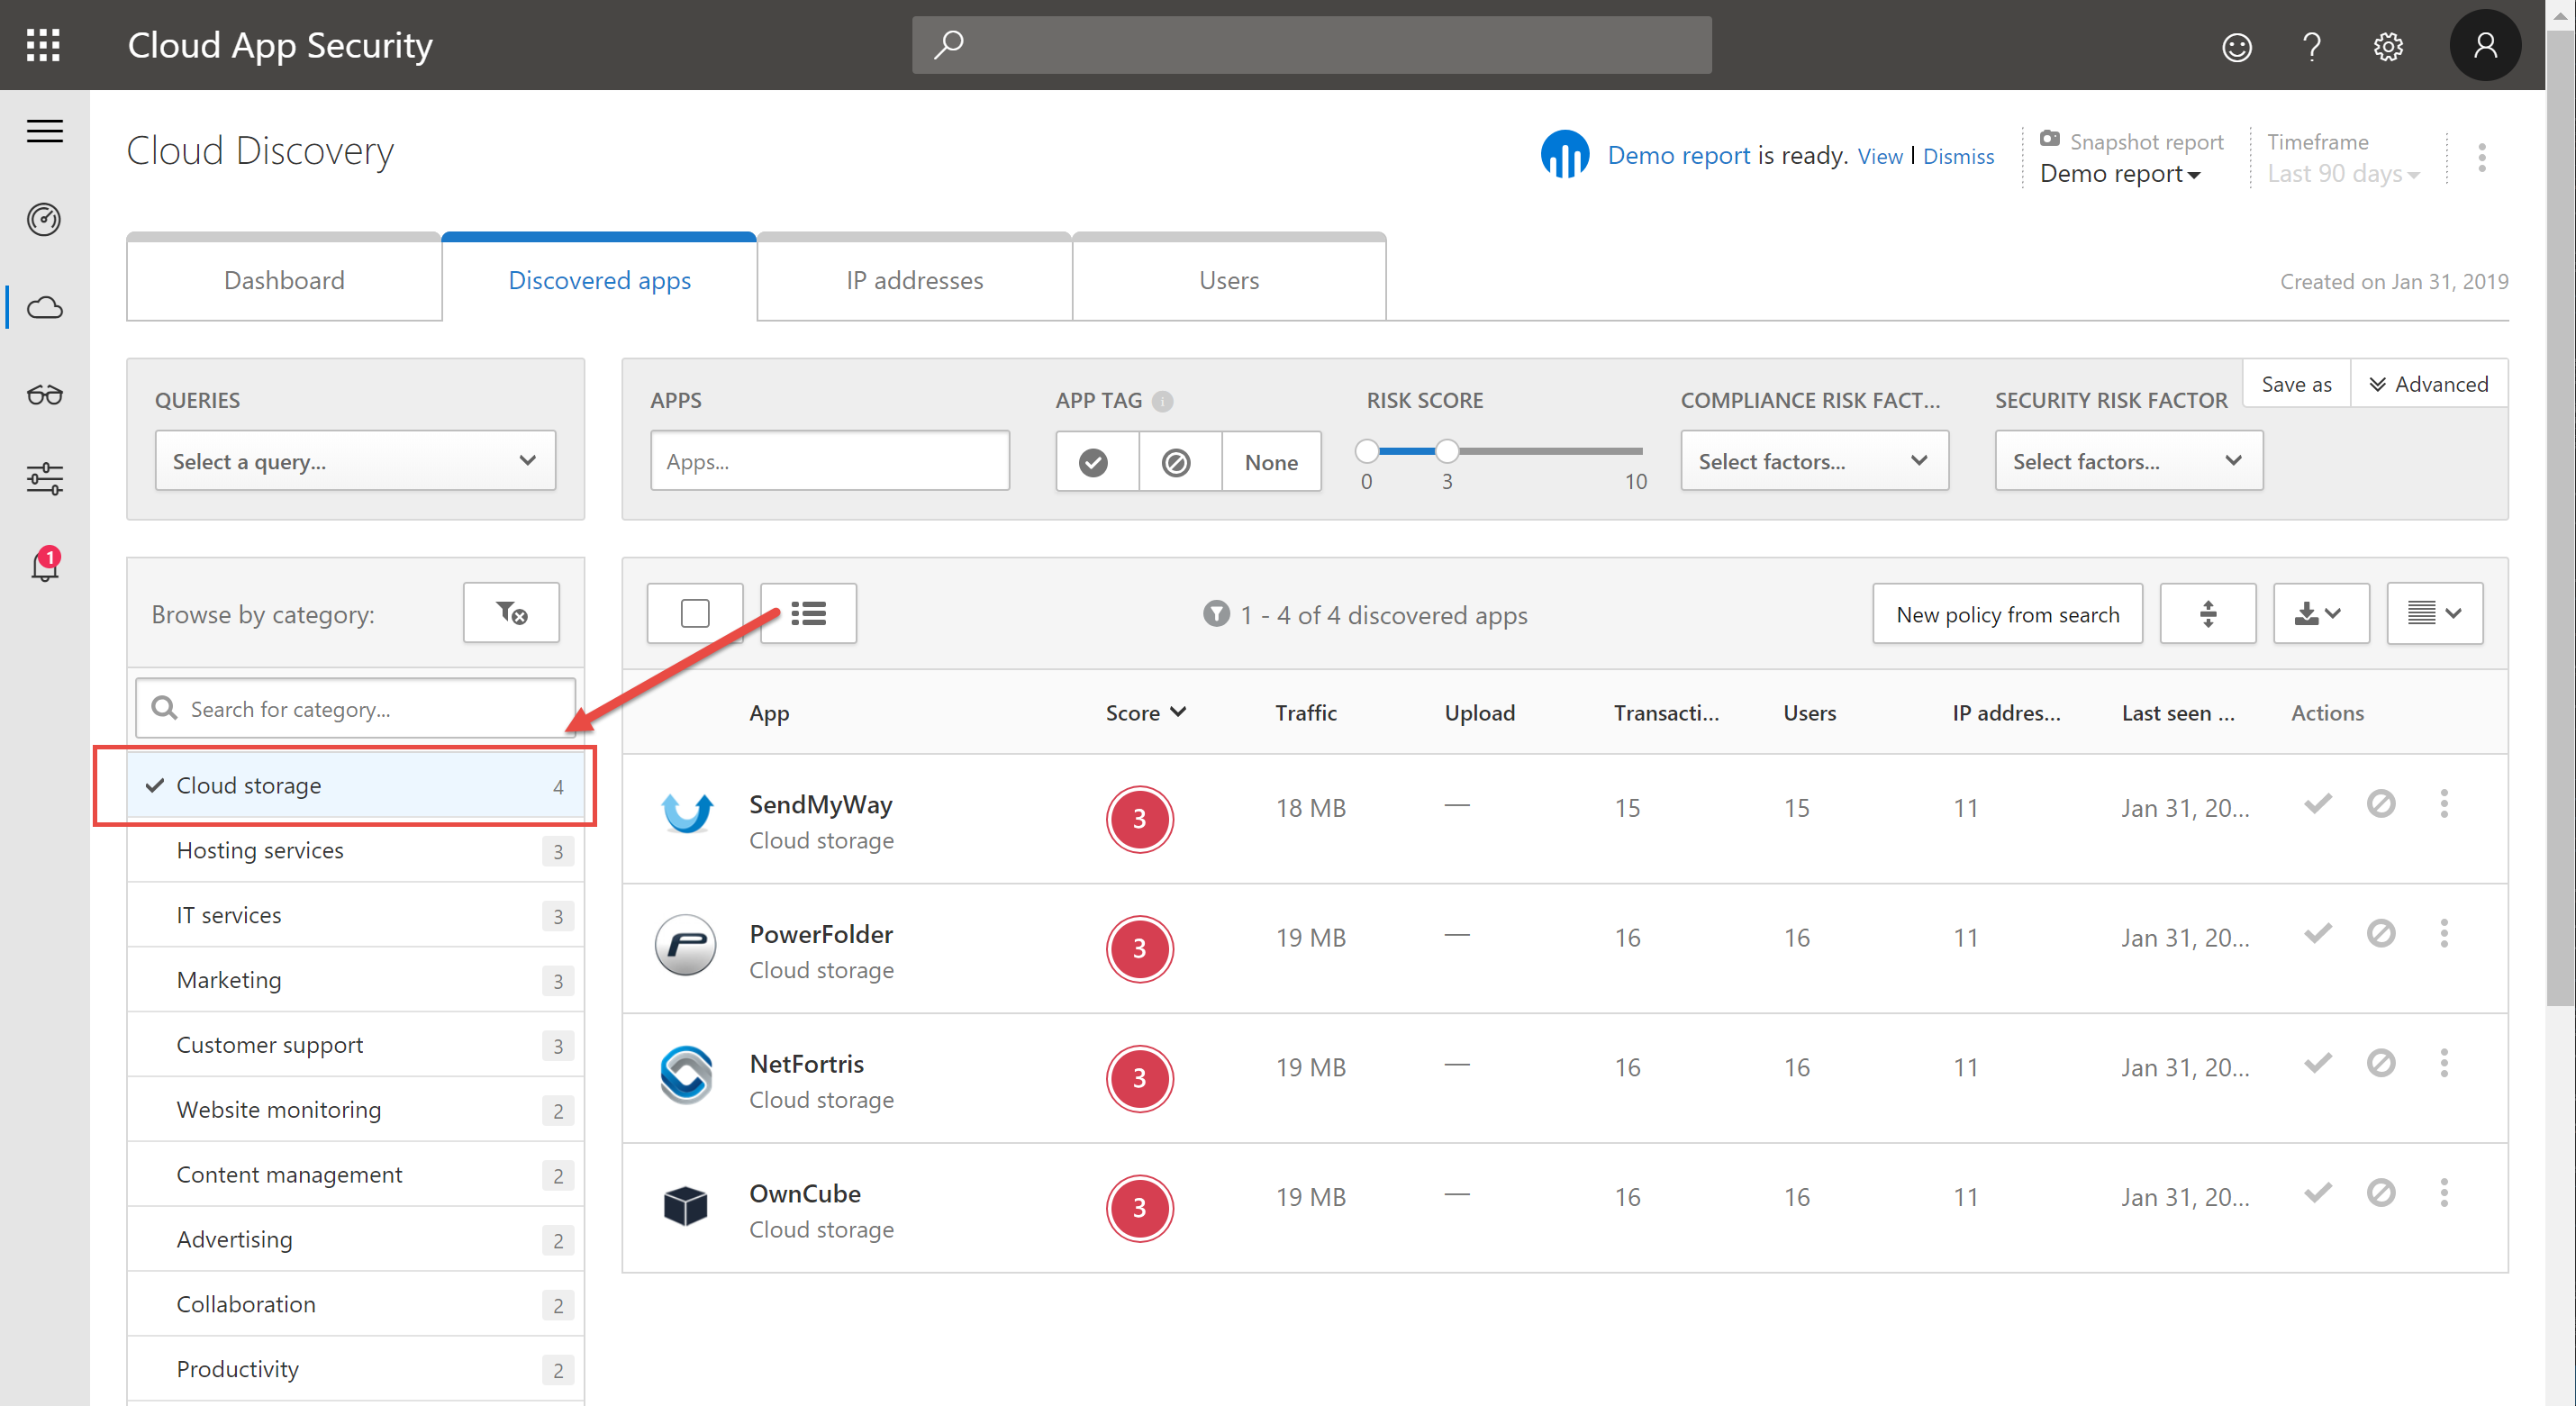 Cloud App Security
Cloud Discovery
Demo report is ready. View | Dismiss
Snapshot report
Demo report
Timeframe
Last 90 days
Dashboard
Discovered apps
IP addresses
Users
Created on Jan 31, 2019
QUERIES
Select a query...
APPS
Apps...
APP TAG
None
RISK SCORE
0 3 10
COMPLIANCE RISK FACT...
Select factors...
SECURITY RISK FACTOR
Select factors...
Save as
Advanced
1
Browse by category:
Search for category...
Cloud storage 4
Hosting services 3
IT services 3
Marketing 3
Customer support 3
Website monitoring 2
Content management 2
Advertising 2
Collaboration 2
Productivity 2
1 - 4 of 4 discovered apps
New policy from search
App Score Traffic Upload Transacti... Users IP addres... Last seen ... Actions
SendMyWay 3 18 MB — 15 15 11 Jan 31, 20...
Cloud storage
PowerFolder 3 19 MB — 16 16 11 Jan 31, 20...
Cloud storage
NetFortris 3 19 MB — 16 16 11 Jan 31, 20...
Cloud storage
OwnCube 3 19 MB — 16 16 11 Jan 31, 20...
Cloud storage